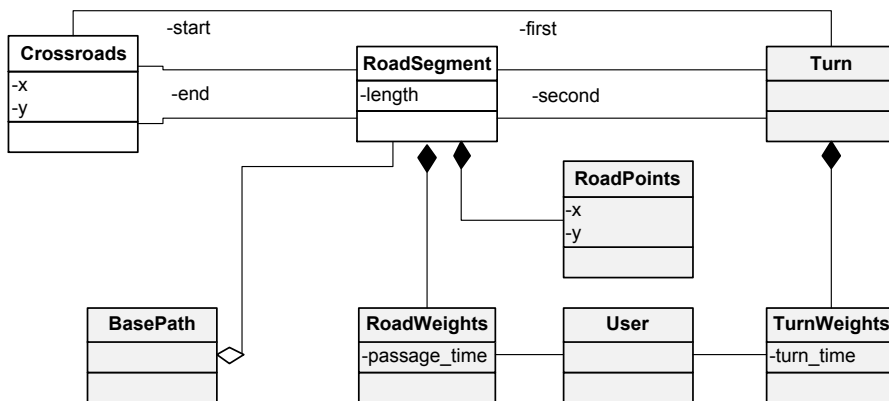 -start
-first
Crossroads
-x
-y
-end
RoadSegment
-length
-second
Turn
RoadPoints
-x
-y
BasePath
RoadWeights
-passage_time
User
TurnWeights
-turn_time